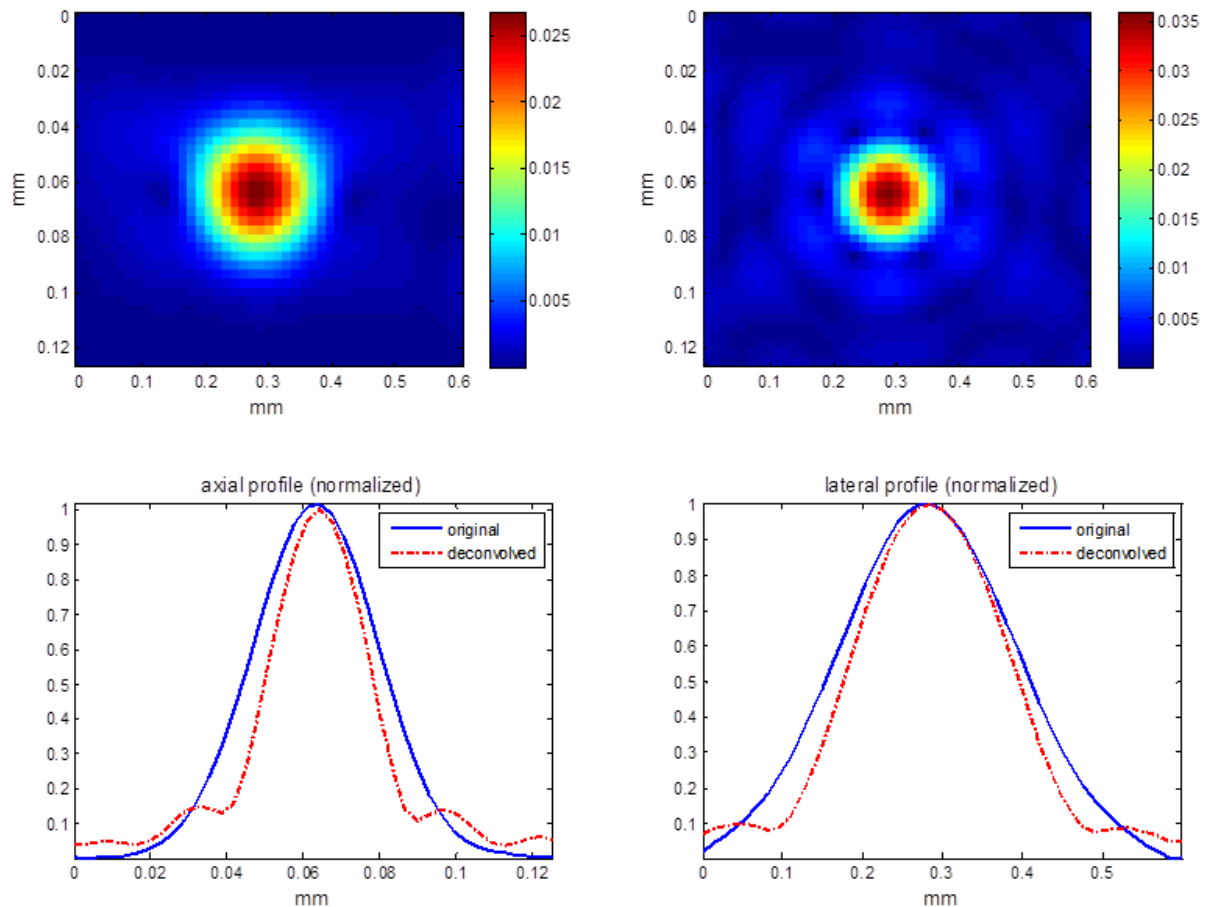 0
0.02
0.04
0.06
0.08
0.1
0.12
mm
0 0.1 0.2 0.3 0.4 0.5 0.6
mm
0.025
0.02
0.015
0.01
0.005
0
0.02
0.04
0.06
0.08
0.1
0.12
mm
0 0.1 0.2 0.3 0.4 0.5 0.6
mm
0.035
0.03
0.025
0.02
0.015
0.01
0.005
axial profile (normalized)
original
deconvolved
1
0.9
0.8
0.7
0.6
0.5
0.4
0.3
0.2
0.1
0 0.02 0.04 0.06 0.08 0.1 0.12
mm
lateral profile (normalized)
original
deconvolved
1
0.9
0.8
0.7
0.6
0.5
0.4
0.3
0.2
0.1
0 0.1 0.2 0.3 0.4 0.5
mm